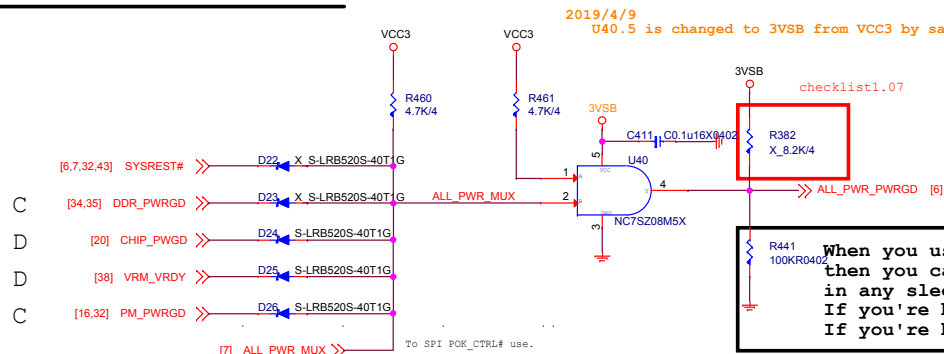 2019/4/9
U40.5 is changed to 3VSB from VCC3 by sa
VCC3
VCC3
3VSB
checklist1.07
R460
4.7K/4
R461
4.7K/4
3VSB
C411
C0.1u16X0402
R382
X_8.2K/4
[6,7,32,43] SYSREST#
D22
X_S-LRB520S-40T1G
5
VCC
U40
1
A
4
Y
ALL_PWR_PWRGD [6]
C
[34,35] DDR_PWRGD
D23
X_S-LRB520S-40T1G
ALL_PWR_MUX
2
B
GND
3
NC7SZ08M5X
D
[20] CHIP_PWGD
D24
S-LRB520S-40T1G
R441
100KR0402
When you us
then you ca
in any slee
If you're l
If you're l
D
[38] VRM_VRDY
D25
S-LRB520S-40T1G
C
[16,32] PM_PWRGD
D26
S-LRB520S-40T1G
[7] ALL_PWR_MUX
To SPI POK_CTRL# use.